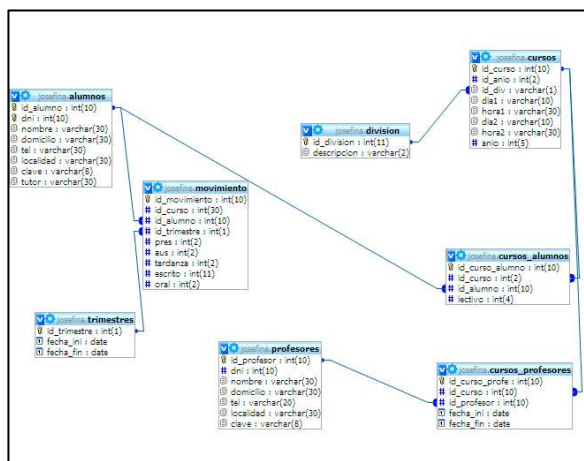 josefina.cursos
id_curso : int(10)
id_anio : int(2)
id_div : varchar(1)
dia1 : varchar(10)
hora1 : varchar(30)
dia2 : varchar(10)
hora2 : varchar(30)
anio : int(5)
josefina.alumnos
id_alumno : int(10)
dni : int(10)
nombre : varchar(30)
domicilio : varchar(30)
tel : varchar(30)
localidad : varchar(30)
clave : varchar(8)
tutor : varchar(30)
josefina.division
id_division : int(11)
descripcion : varchar(2)
josefina.movimiento
id_movimiento : int(10)
id_curso : int(30)
id_alumno : int(10)
id_trimestre : int(1)
pres : int(2)
aus : int(2)
tardanza : int(2)
escrito : int(11)
oral : int(2)
josefina.cursos_alumnos
id_curso_alumno : int(10)
id_curso : int(2)
id_alumno : int(10)
lectivo : int(4)
josefina.trimestres
id_trimestre : int(1)
fecha_ini : date
fecha_fin : date
josefina.profesores
id_profesor : int(10)
dni : int(10)
nombre : varchar(30)
domicilio : varchar(30)
tel : varchar(20)
localidad : varchar(30)
clave : varchar(8)
josefina.cursos_profesores
id_curso_profe : int(10)
id_curso : int(10)
id_profesor : int(10)
fecha_ini : date
fecha_fin : date